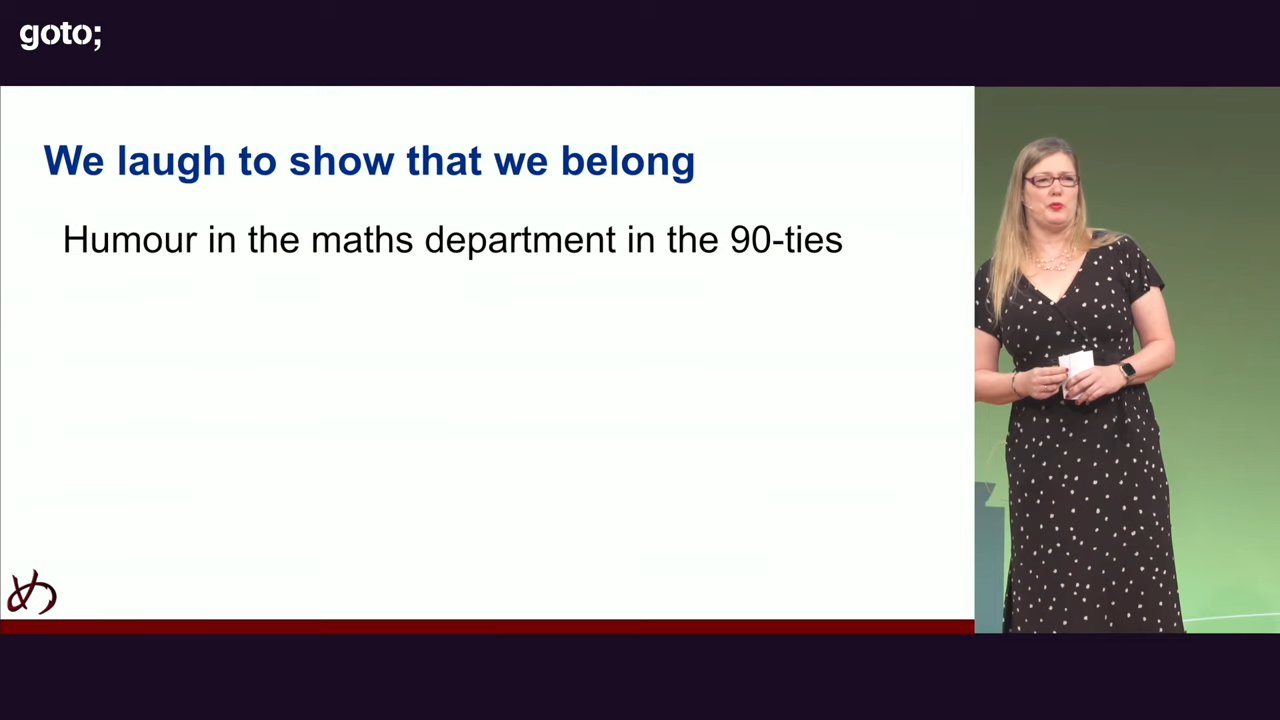 goto;
We laugh to show that we belong
Humour in the maths department in the 90-ties
め